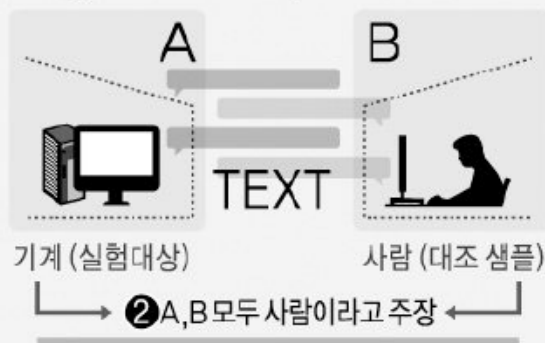 A B
TEXT
기계 (실험대상) 사람 (대조 샘플)
❷A,B 모두 사람이라고 주장